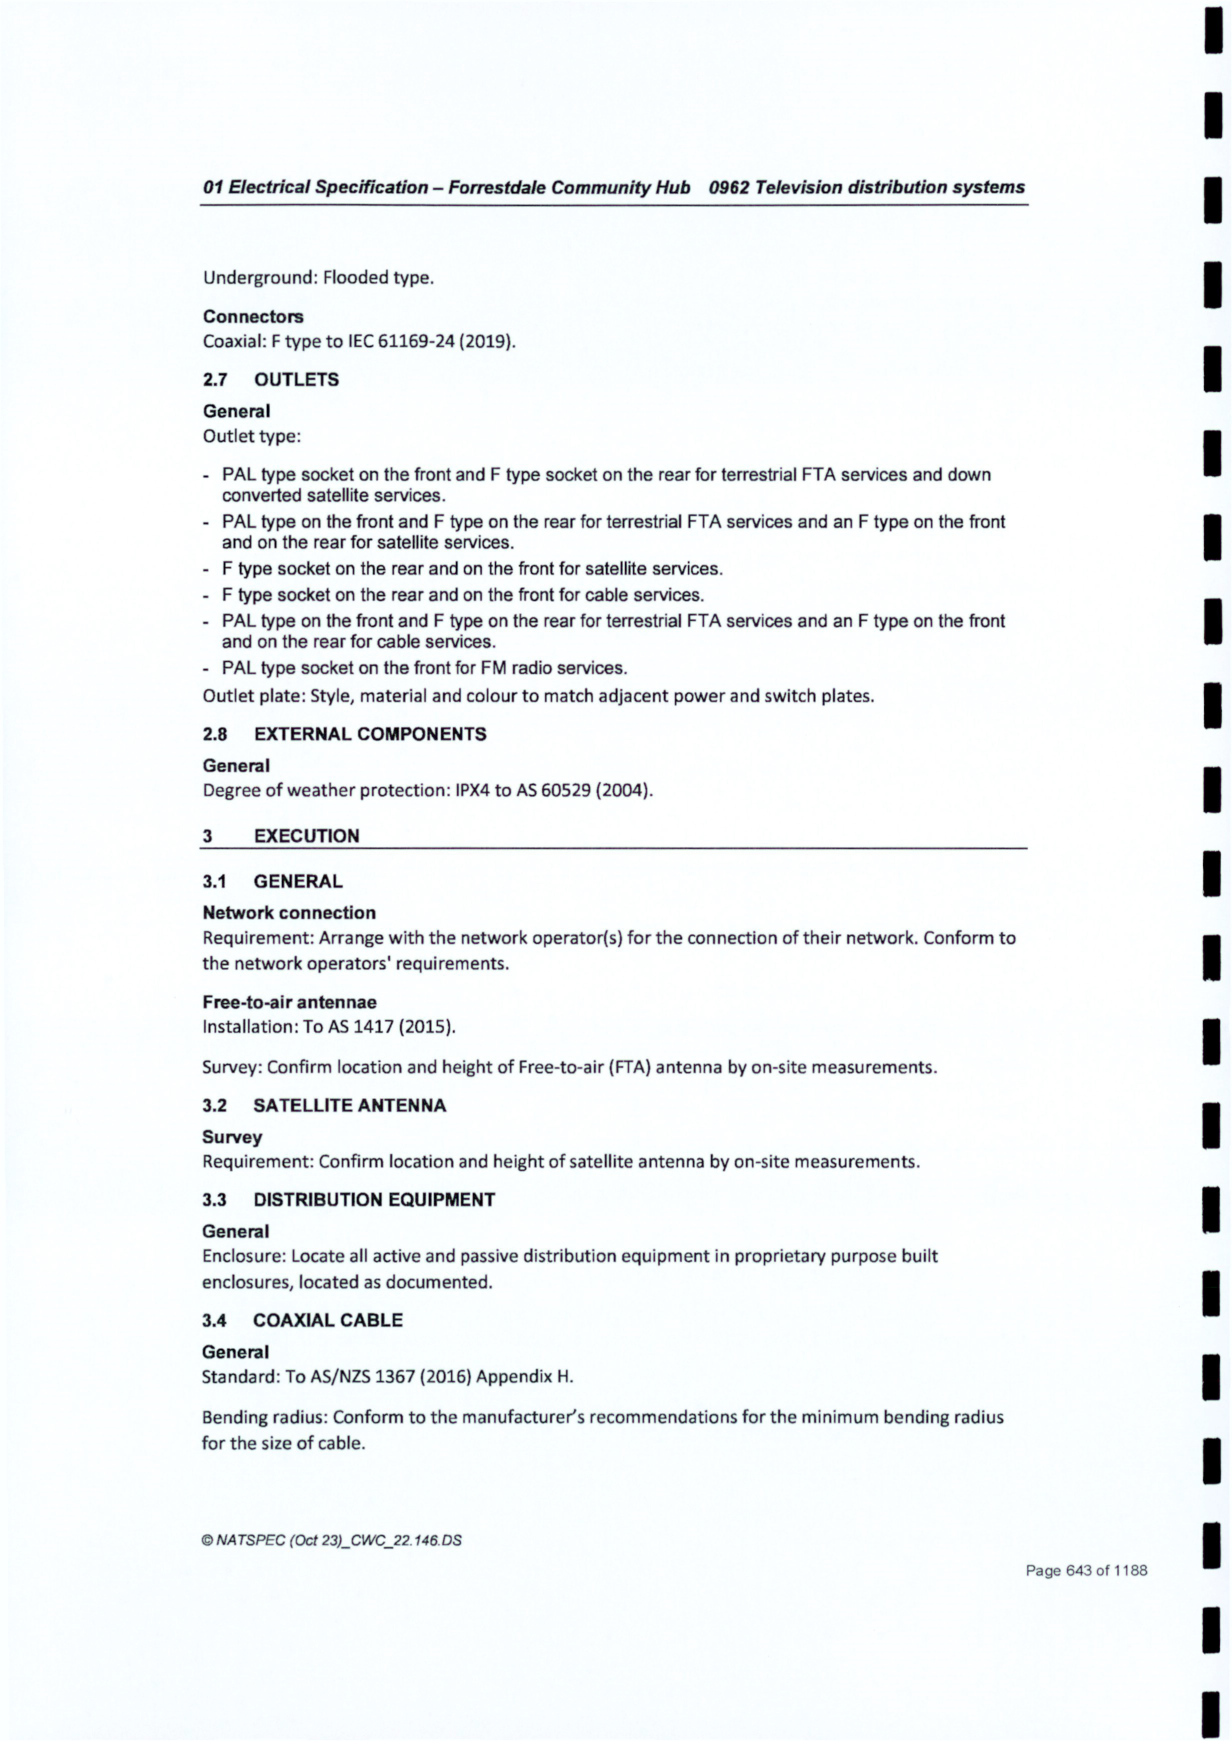 01 Electrical Specification – Forrestdale Community Hub 0962 Television distribution systems
Underground: Flooded type.
Connectors
Coaxial: F type to IEC 61169-24 (2019).
2.7 OUTLETS
General
Outlet type:
- PAL type socket on the front and F type socket on the rear for terrestrial FTA services and down
converted satellite services.
- PAL type on the front and F type on the rear for terrestrial FTA services and an F type on the front
and on the rear for satellite services.
- F type socket on the rear and on the front for satellite services.
- F type socket on the rear and on the front for cable services.
- PAL type on the front and F type on the rear for terrestrial FTA services and an F type on the front
and on the rear for cable services.
- PAL type socket on the front for FM radio services.
Outlet plate: Style, material and colour to match adjacent power and switch plates.
2.8 EXTERNAL COMPONENTS
General
Degree of weather protection: IPX4 to AS 60529 (2004).
3 EXECUTION
3.1 GENERAL
Network connection
Requirement: Arrange with the network operator(s) for the connection of their network. Conform to
the network operators' requirements.
Free-to-air antennae
Installation: To AS 1417 (2015).
Survey: Confirm location and height of Free-to-air (FTA) antenna by on-site measurements.
3.2 SATELLITE ANTENNA
Survey
Requirement: Confirm location and height of satellite antenna by on-site measurements.
3.3 DISTRIBUTION EQUIPMENT
General
Enclosure: Locate all active and passive distribution equipment in proprietary purpose built
enclosures, located as documented.
3.4 COAXIAL CABLE
General
Standard: To AS/NZS 1367 (2016) Appendix H.
Bending radius: Conform to the manufacturer's recommendations for the minimum bending radius
for the size of cable.
© NATSPEC (Oct 23)_CWC_22.146.DS
Page 643 of 1188